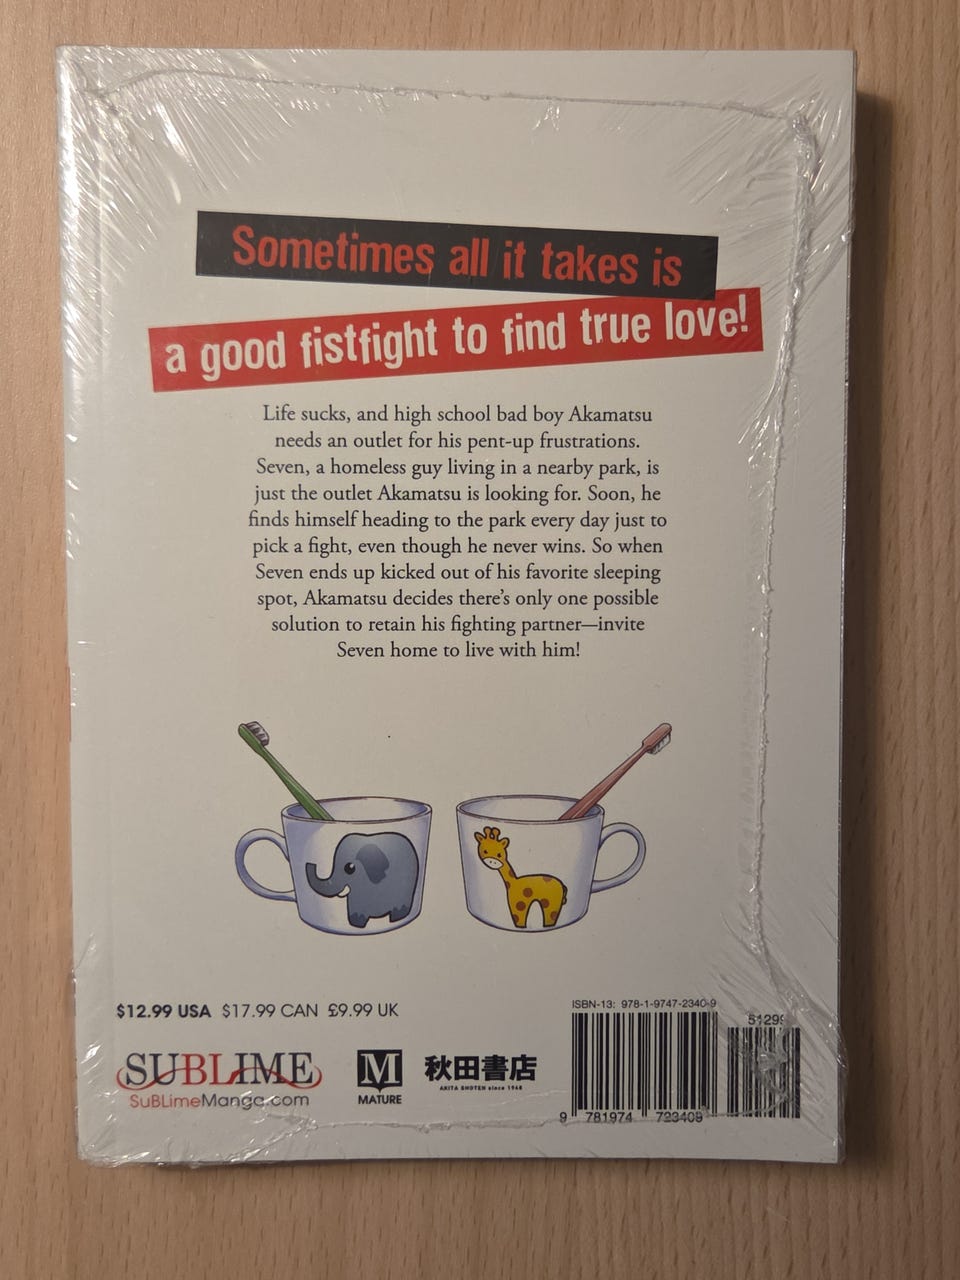 Sometimes all it takes is
a good fistfight to find true love!
Life sucks, and high school bad boy Akamatsu
needs an outlet for his pent-up frustrations.
Seven, a homeless guy living in a nearby park, is
just the outlet Akamatsu is looking for. Soon, he
finds himself heading to the park every day just to
pick a fight, even though he never wins. So when
Seven ends up kicked out of his favorite sleeping
spot, Akamatsu decides there's only one possible
solution to retain his fighting partner—invite
Seven home to live with him!
$12.99 USA $17.99 CAN £9.99 UK
SUBLIME
SuBLimeManga.com
M
MATURE
秋田書店
AKITA SHOTEN since 1948
ISBN-13: 978-1-9747-2340-9
51299
9 781974 723409